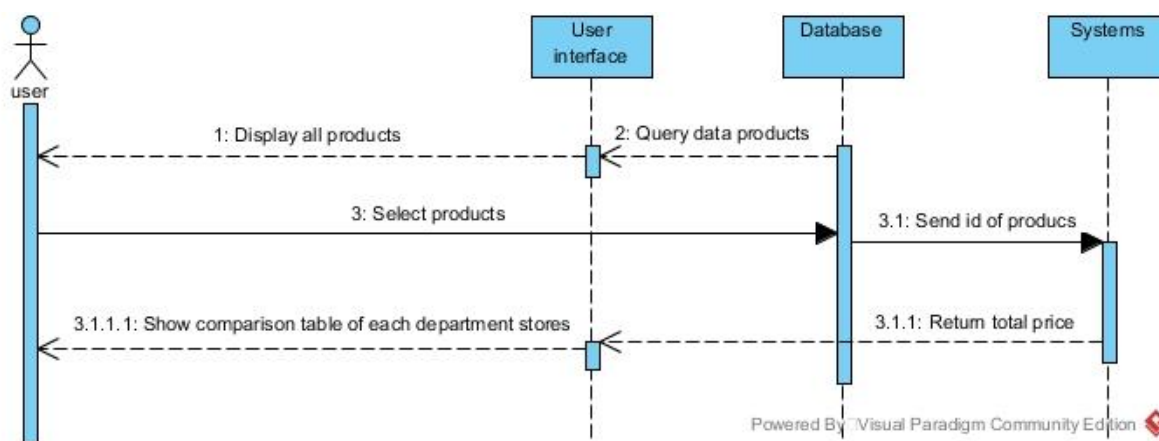 User
interface
Database
Systems
user
1: Display all products
2: Query data products
3: Select products
3.1: Send id of producs
3.1.1.1: Show comparison table of each department stores
3.1.1: Return total price
Powered By Visual Paradigm Community Edition